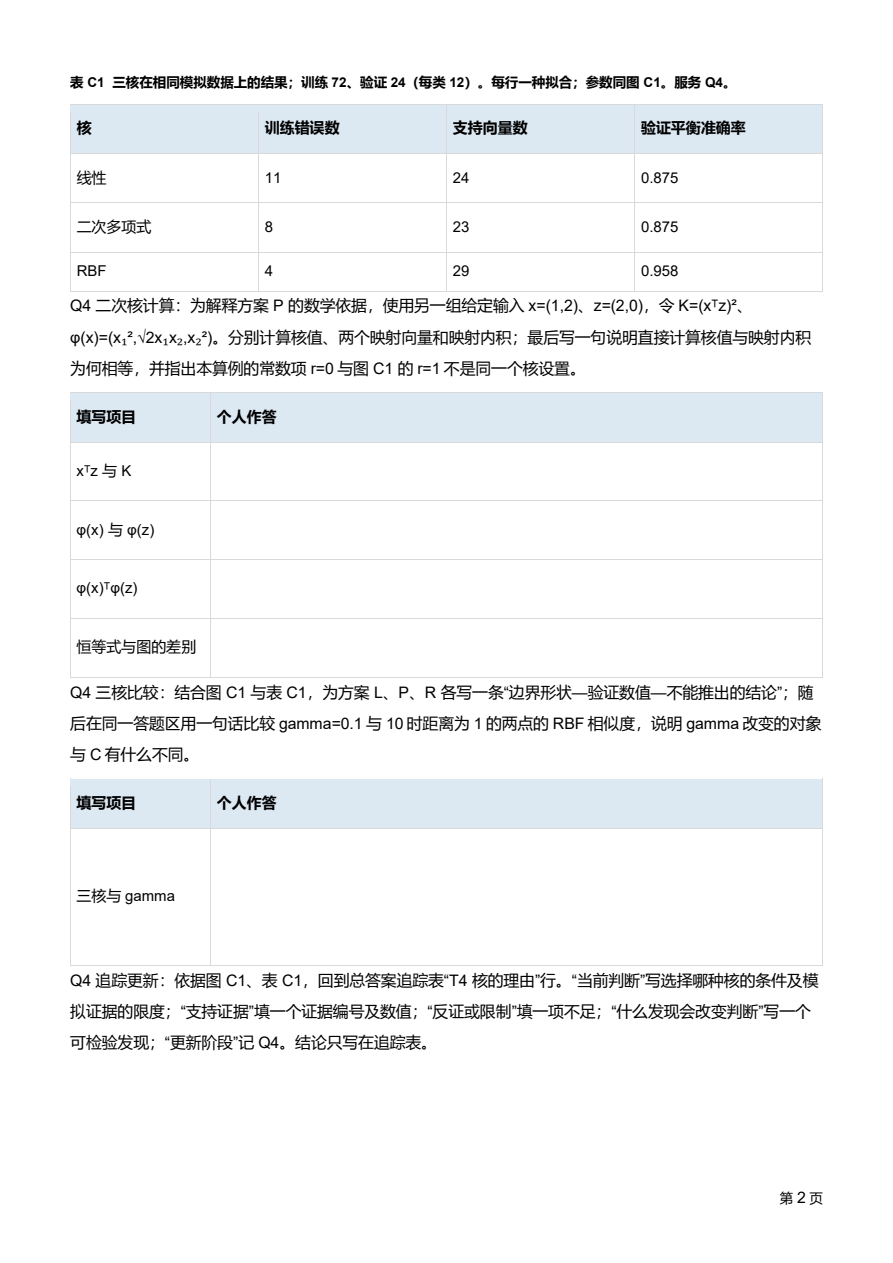 表 C1 三核在相同模拟数据上的结果；训练 72、验证 24（每类 12）。每行一种拟合；参数同图 C1。服务 Q4。
核 训练错误数 支持向量数 验证平衡准确率
线性 11 24 0.875
二次多项式 8 23 0.875
RBF 4 29 0.958
Q4 二次核计算：为解释方案 P 的数学依据，使用另一组给定输入 x=(1,2)、z=(2,0)，令 K=(xᵀz)²、
φ(x)=(x₁²,√2x₁x₂,x₂²)。分别计算核值、两个映射向量和映射内积；最后写一句说明直接计算核值与映射内积
为何相等，并指出本算例的常数项 r=0 与图 C1 的 r=1 不是同一个核设置。
填写项目 个人作答
xᵀz 与 K
φ(x) 与 φ(z)
φ(x)ᵀφ(z)
恒等式与图的差别
Q4 三核比较：结合图 C1 与表 C1，为方案 L、P、R 各写一条“边界形状—验证数值—不能推出的结论”；随
后在同一答题区用一句话比较 gamma=0.1 与 10 时距离为 1 的两点的 RBF 相似度，说明 gamma 改变的对象
与 C 有什么不同。
填写项目 个人作答
三核与 gamma
Q4 追踪更新：依据图 C1、表 C1，回到总答案追踪表“T4 核的理由”行。“当前判断”写选择哪种核的条件及模
拟证据的限度；“支持证据”填一个证据编号及数值；“反证或限制”填一项不足；“什么发现会改变判断”写一个
可检验发现；“更新阶段”记 Q4。结论只写在追踪表。
第 2 页